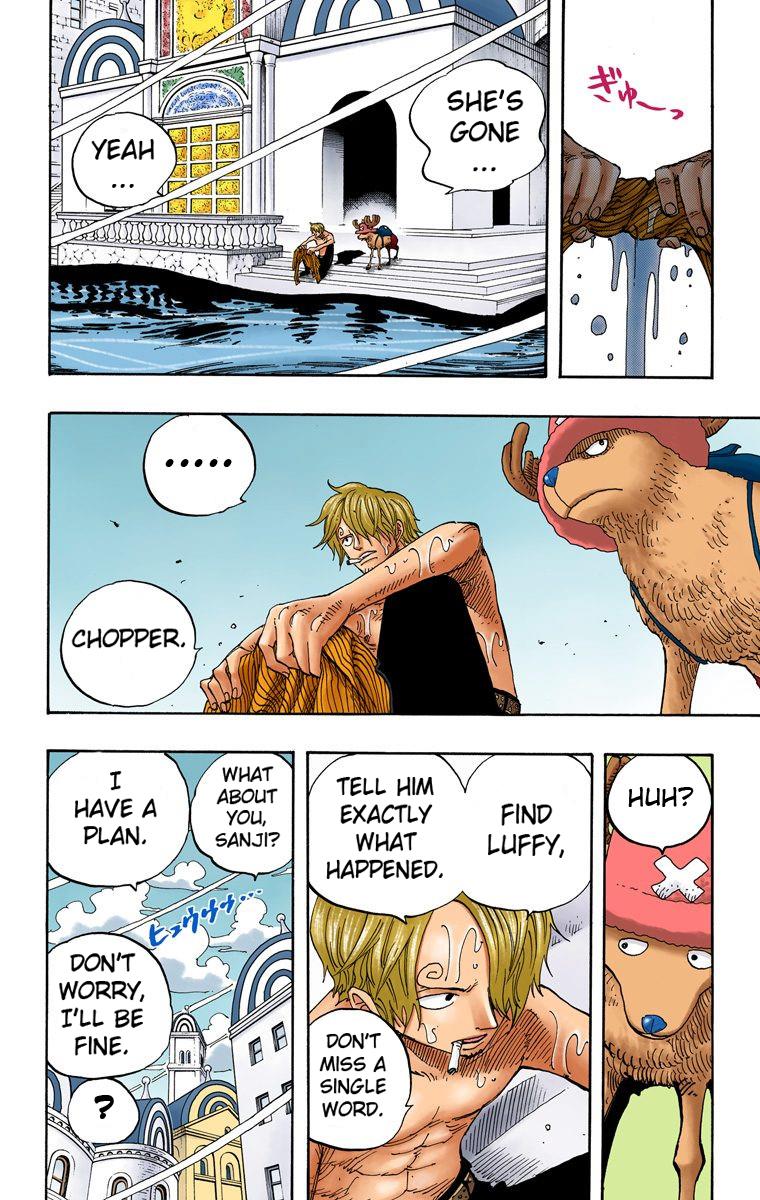 ぎゅ〜っ
SHE'S
GONE
...
YEAH
...
.....
CHOPPER.
HUH?
FIND
LUFFY,
TELL HIM
EXACTLY
WHAT
HAPPENED.
DON'T
MISS A
SINGLE
WORD.
WHAT
ABOUT
YOU,
SANJI?
I
HAVE A
PLAN.
ヒュウウウ…
DON'T
WORRY,
I'LL BE
FINE.
?